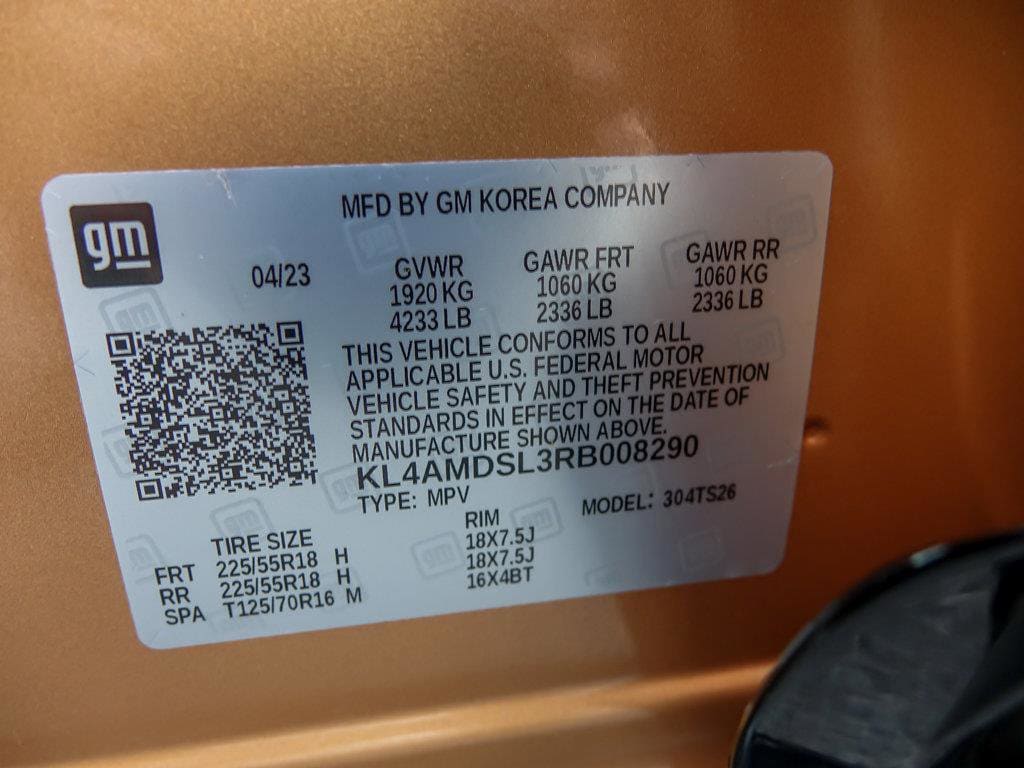 gm
MFD BY GM KOREA COMPANY
04/23
GVWR
1920 KG
4233 LB
GAWR FRT
1060 KG
2336 LB
GAWR RR
1060 KG
2336 LB
THIS VEHICLE CONFORMS TO ALL
APPLICABLE U.S. FEDERAL MOTOR
VEHICLE SAFETY AND THEFT PREVENTION
STANDARDS IN EFFECT ON THE DATE OF
MANUFACTURE SHOWN ABOVE.
KL4AMDSL3RB008290
TYPE: MPV
MODEL: 304TS26
TIRE SIZE RIM
FRT 225/55R18 H 18X7.5J
RR 225/55R18 H 18X7.5J
SPA T125/70R16 M 16X4BT